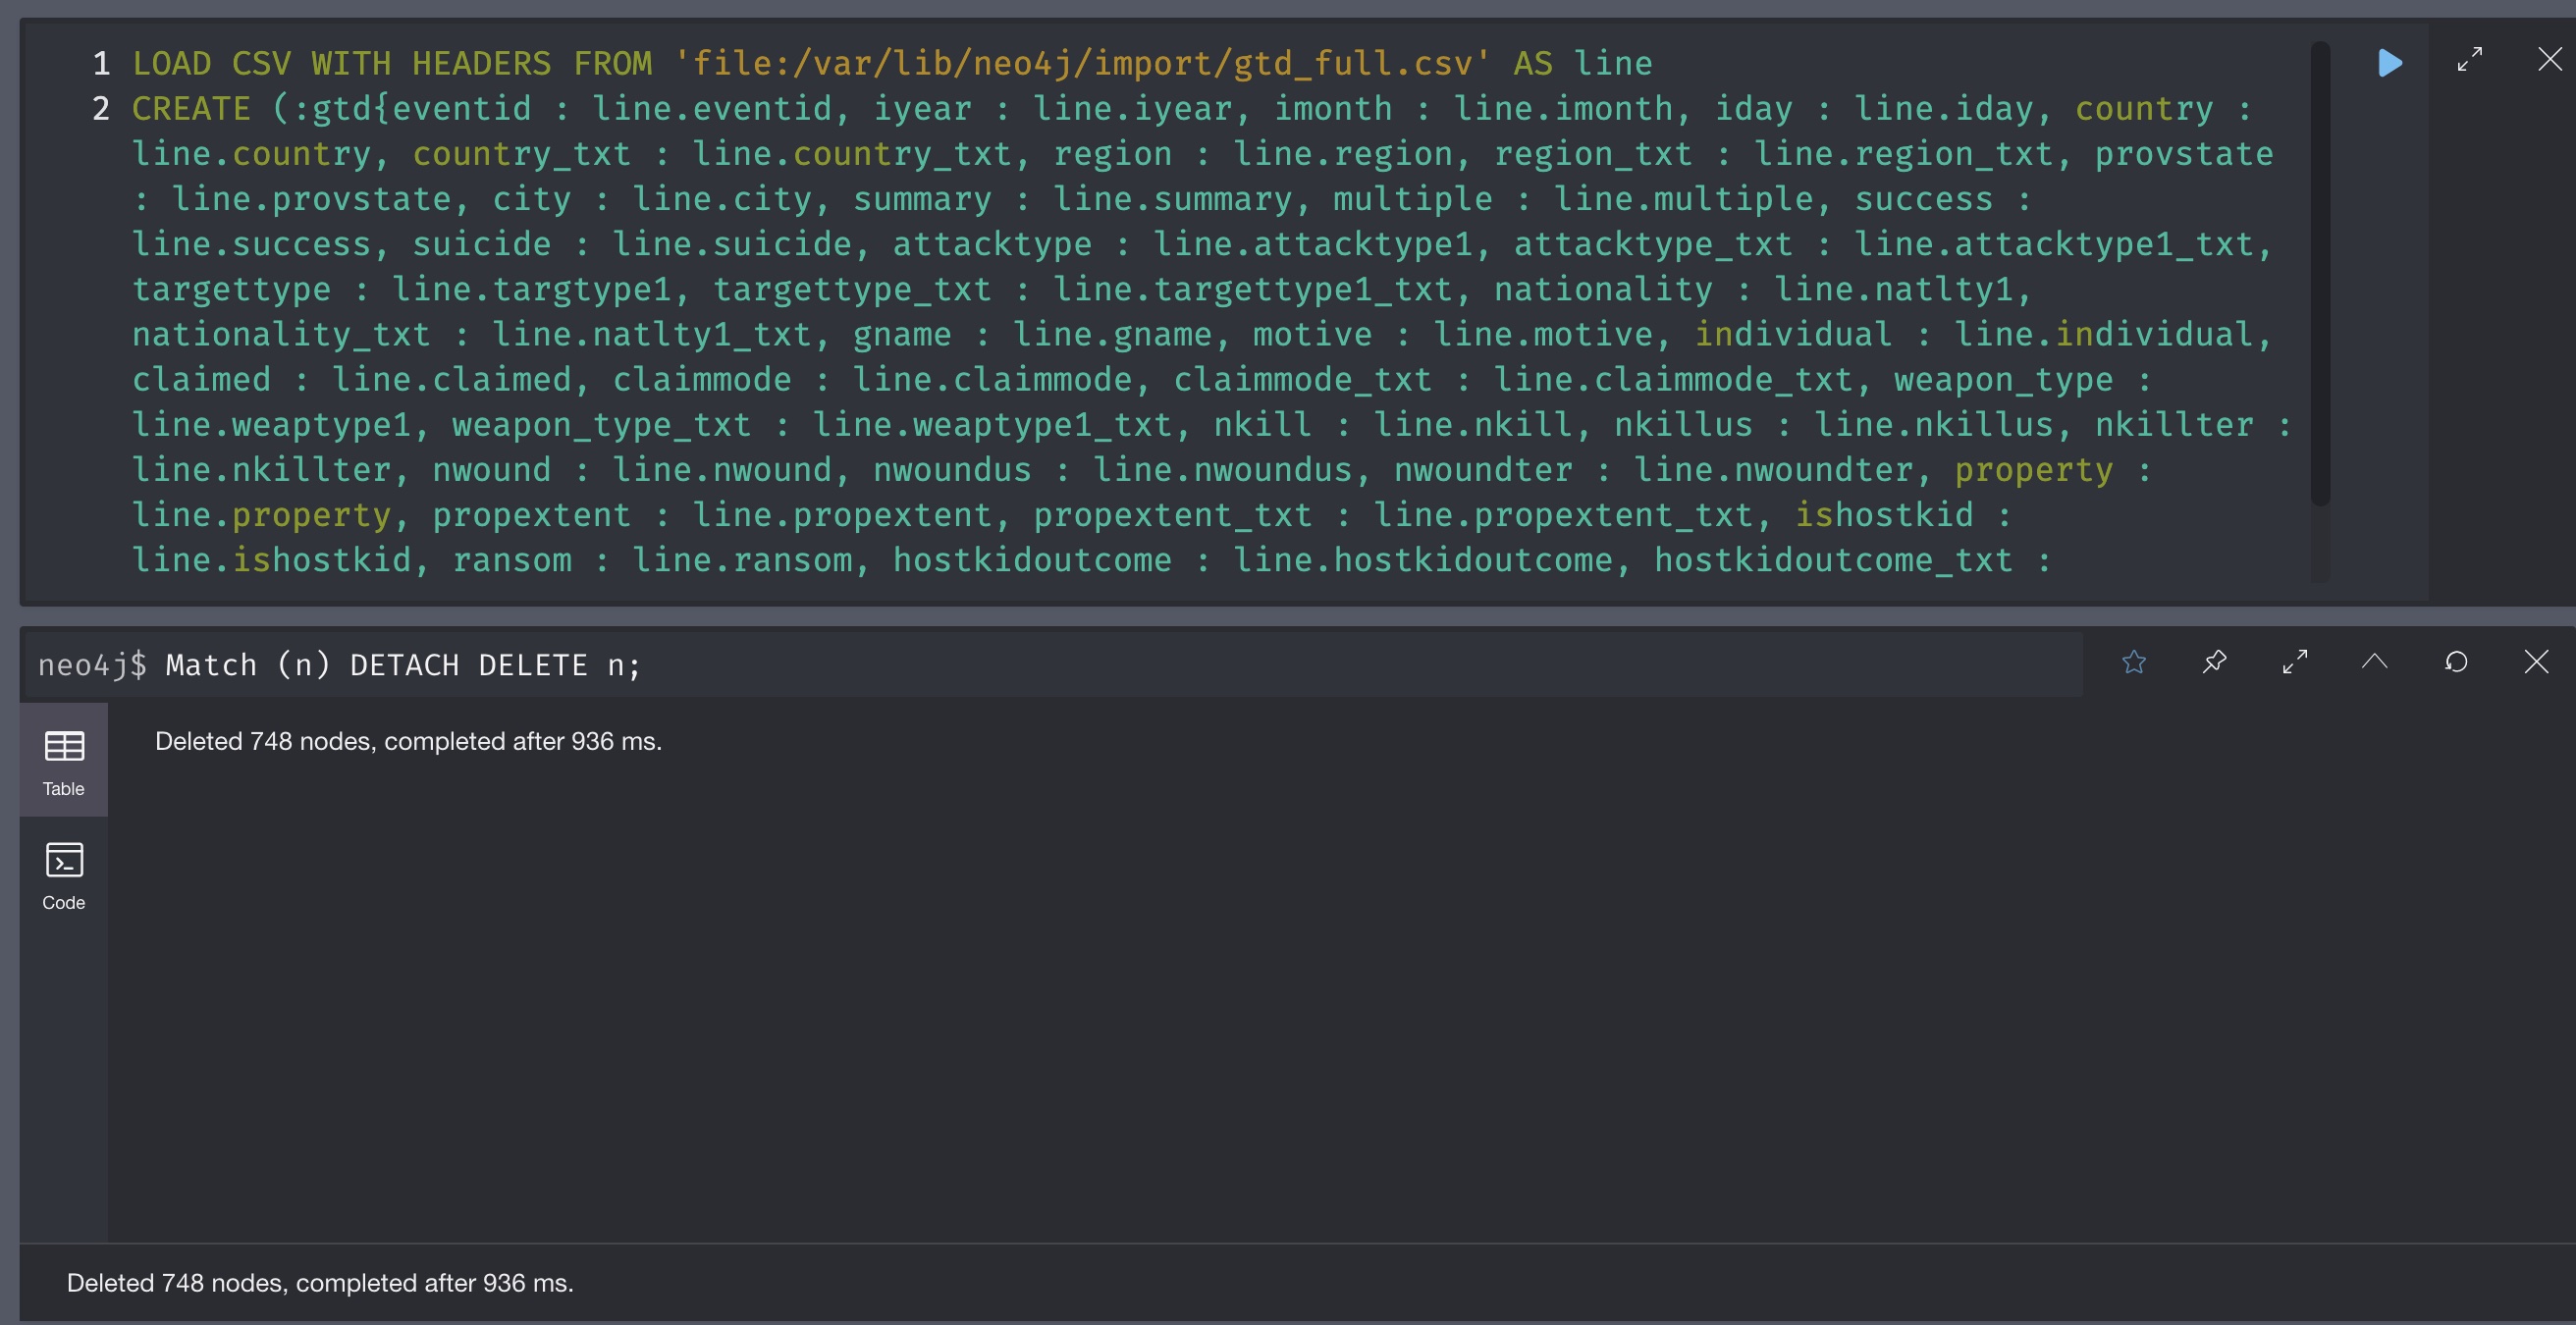 1 LOAD CSV WITH HEADERS FROM 'file:/var/lib/neo4j/import/gtd_full.csv' AS line
2 CREATE (:gtd{eventid : line.eventid, iyear : line.iyear, imonth : line.imonth, iday : line.iday, country :
line.country, country_txt : line.country_txt, region : line.region, region_txt : line.region_txt, provstate
: line.provstate, city : line.city, summary : line.summary, multiple : line.multiple, success :
line.success, suicide : line.suicide, attacktype : line.attacktype1, attacktype_txt : line.attacktype1_txt,
targettype : line.targtype1, targettype_txt : line.targettype1_txt, nationality : line.natlty1,
nationality_txt : line.natlty1_txt, gname : line.gname, motive : line.motive, individual : line.individual,
claimed : line.claimed, claimmode : line.claimmode, claimmode_txt : line.claimmode_txt, weapon_type :
line.weaptype1, weapon_type_txt : line.weaptype1_txt, nkill : line.nkill, nkillus : line.nkillus, nkillter :
line.nkillter, nwound : line.nwound, nwoundus : line.nwoundus, nwoundter : line.nwoundter, property :
line.property, propextent : line.propextent, propextent_txt : line.propextent_txt, ishostkid :
line.ishostkid, ransom : line.ransom, hostkidoutcome : line.hostkidoutcome, hostkidoutcome_txt :
neo4j$ Match (n) DETACH DELETE n;
Deleted 748 nodes, completed after 936 ms.
Table
Code
Deleted 748 nodes, completed after 936 ms.